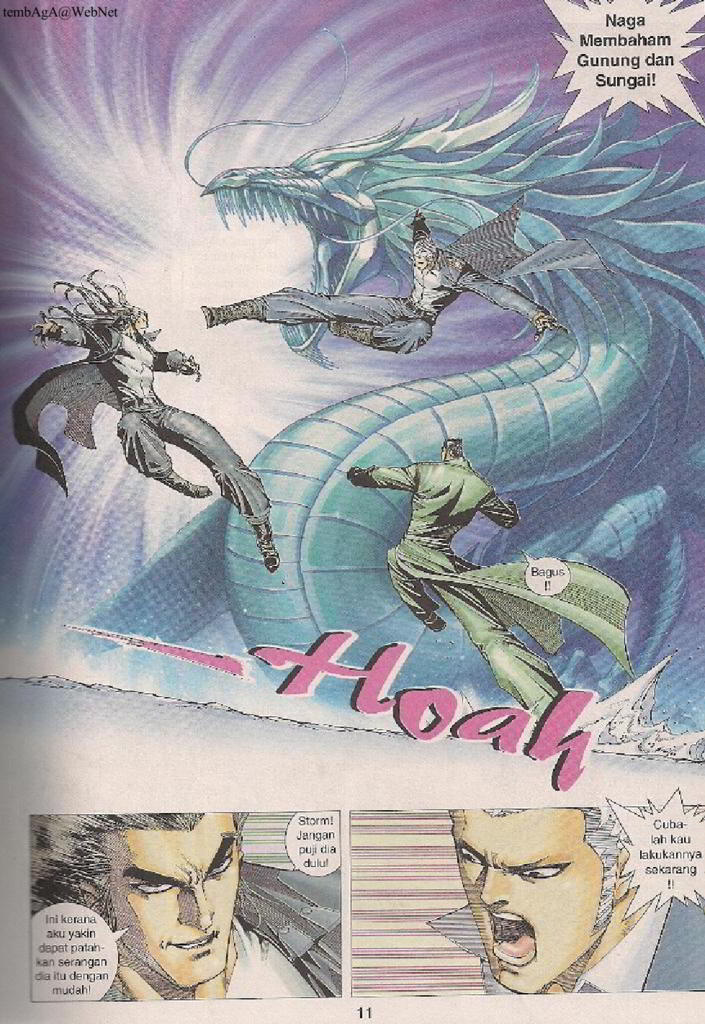 tembAgA@WebNet
Naga
Membaham
Gunung dan
Sungai!
Bagus
!!
Hoah
Storm!
Jangan
puji dia
dulu!
Ini kerana
aku yakin
dapat patah-
kan serangan
dia itu dengan
mudah!
Cuba-
lah kau
lakukannya
sekarang
!!
11